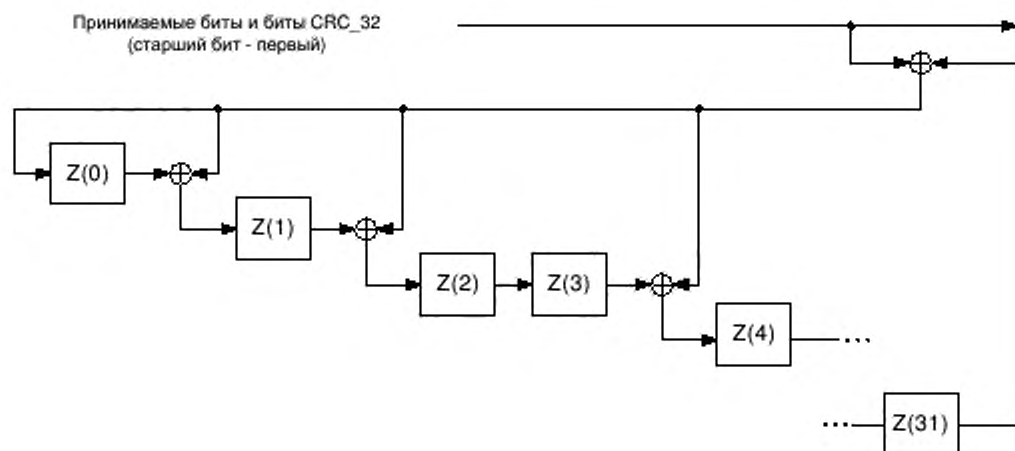 Принимаемые биты и биты CRC_32
(старший бит - первый)
Z(0)
Z(1)
Z(2) Z(3)
Z(4) ...
... Z(31)